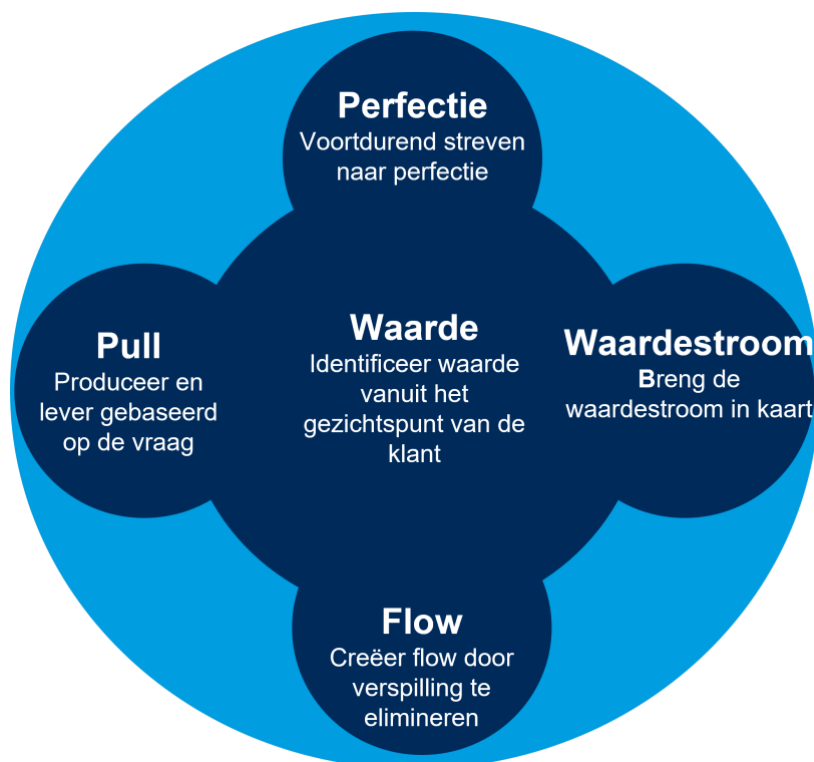 Perfectie
Voortdurend streven
naar perfectie
Pull
Produceer en
lever gebaseerd
op de vraag
Waarde
Identificeer waarde
vanuit het
gezichtspunt van de
klant
Waardestroom
Breng de
waardestroom in kaart
Flow
Creëer flow door
verspilling te
elimineren